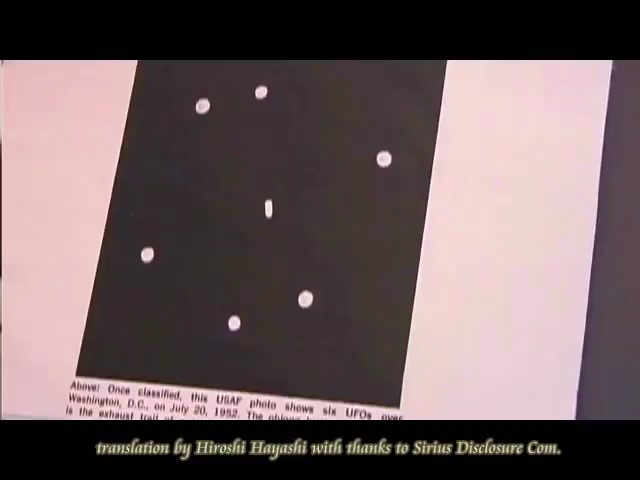 Above: Once classified, this USAF photo shows six UFOs over
Washington, D.C., on July 20, 1952. The oblong
is the exhaust trail of
translation by Hiroshi Hayashi with thanks to Sirius Disclosure Com.